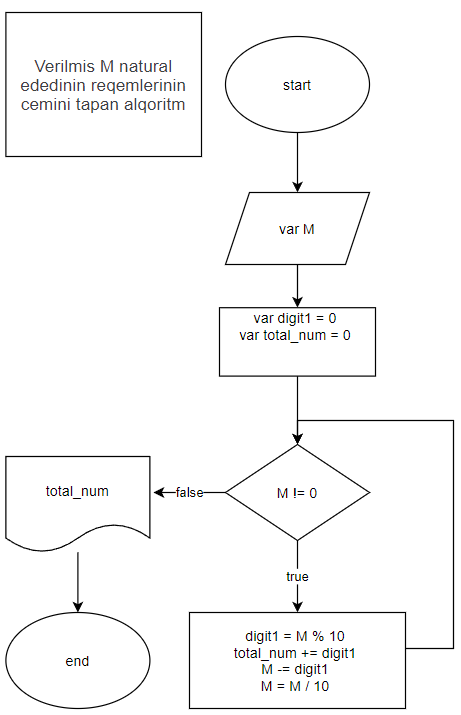 Verilmis M natural
ededinin reqemlerinin
cemini tapan alqoritm
start
var M
var digit1 = 0
var total_num = 0
M != 0
false
total_num
true
digit1 = M % 10
total_num += digit1
M -= digit1
M = M / 10
end